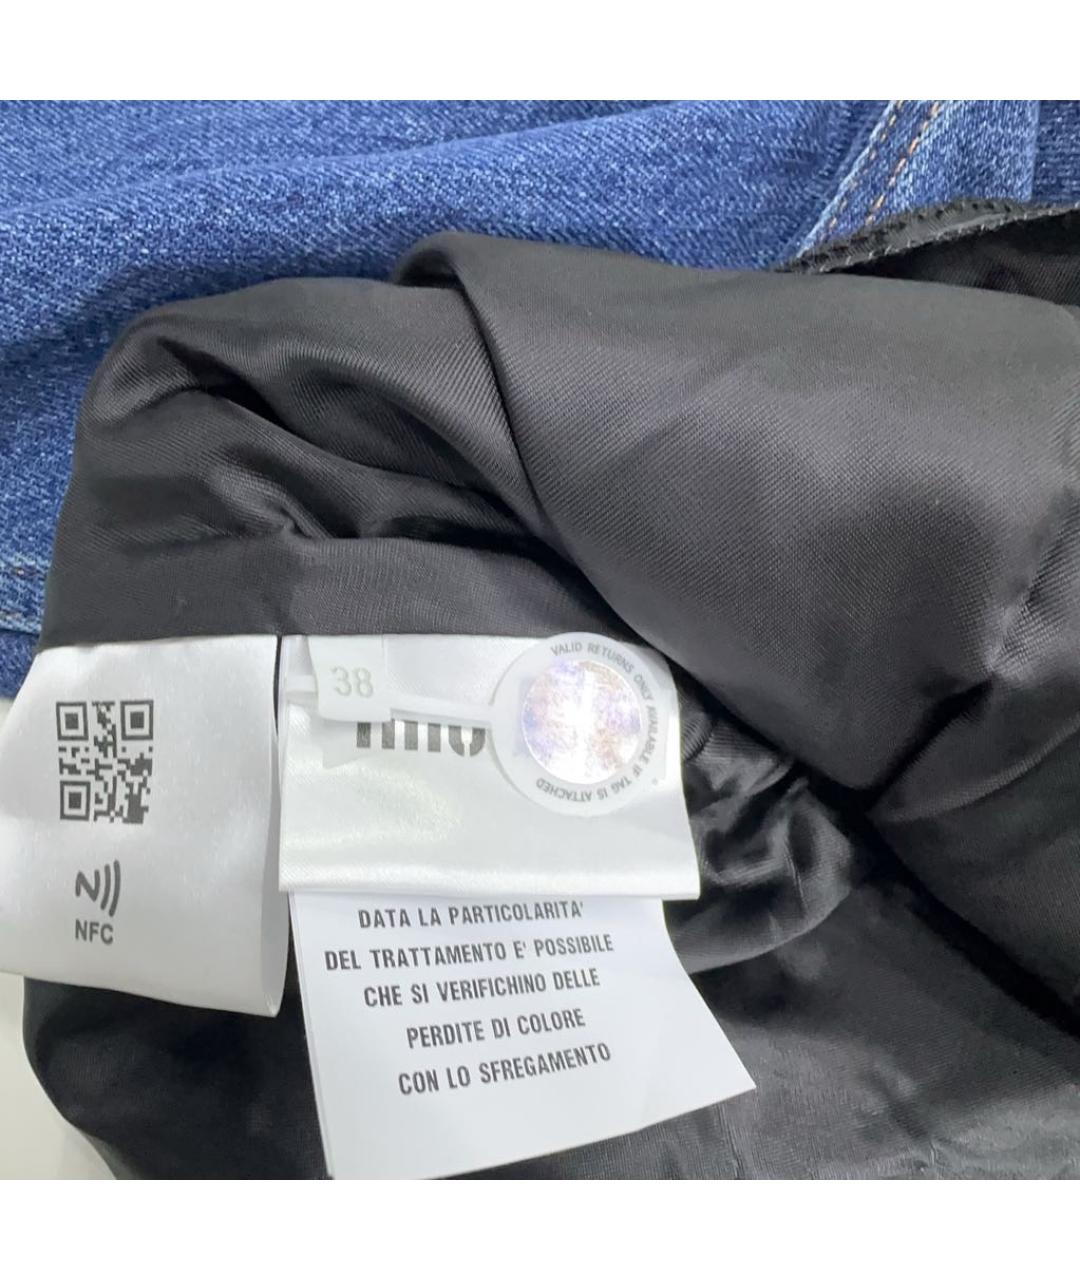 38
VALID RETURNS ONLY AVAILABLE IF TAG IS ATTACHED
NFC
DATA LA PARTICOLARITA'
DEL TRATTAMENTO E' POSSIBILE
CHE SI VERIFICHINO DELLE
PERDITE DI COLORE
CON LO SFREGAMENTO